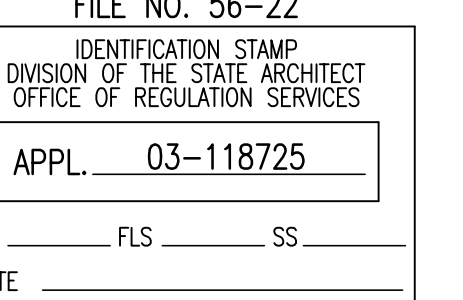 FILE NO. 56-22
IDENTIFICATION STAMP
DIVISION OF THE STATE ARCHITECT
OFFICE OF REGULATION SERVICES
APPL. 03-118725
FLS SS
TE